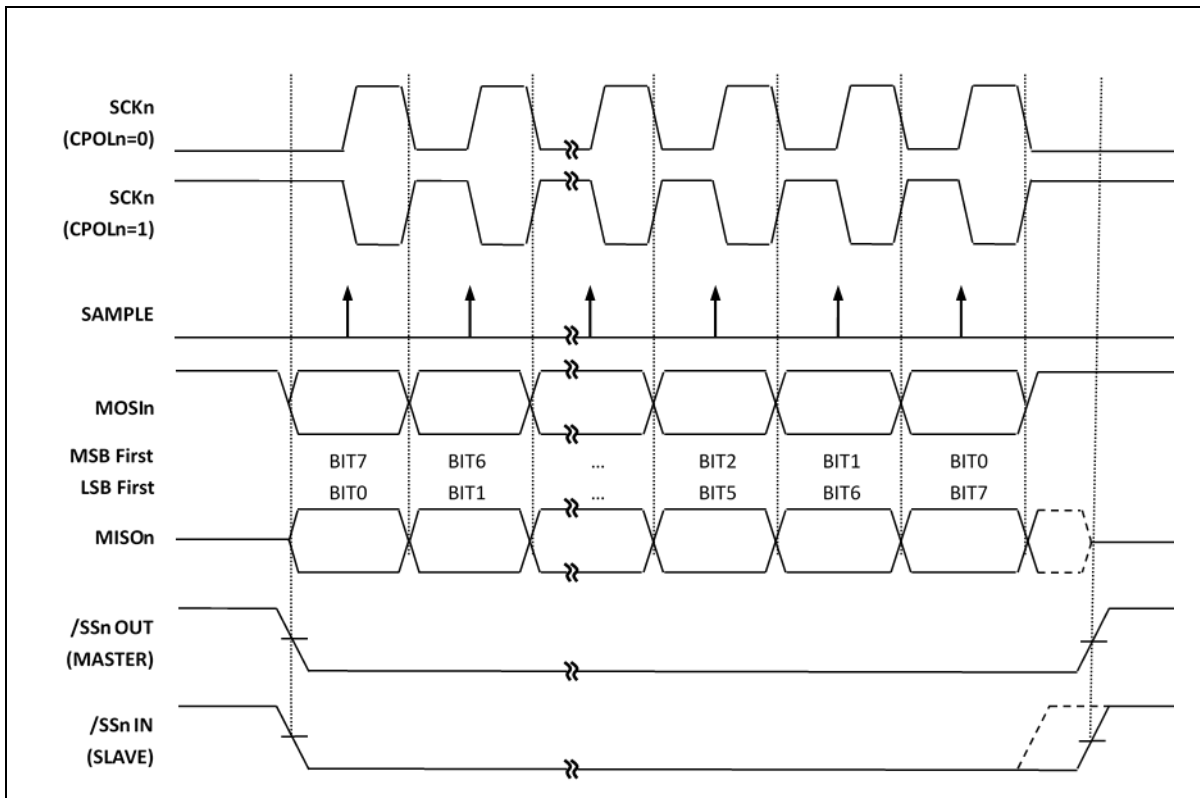 SCKn
(CPOLn=0)
SCKn
(CPOLn=1)
SAMPLE
MOSIn
MSB First BIT7 BIT6 ... BIT2 BIT1 BIT0
LSB First BIT0 BIT1 ... BIT5 BIT6 BIT7
MISOn
/SSn OUT
(MASTER)
/SSn IN
(SLAVE)